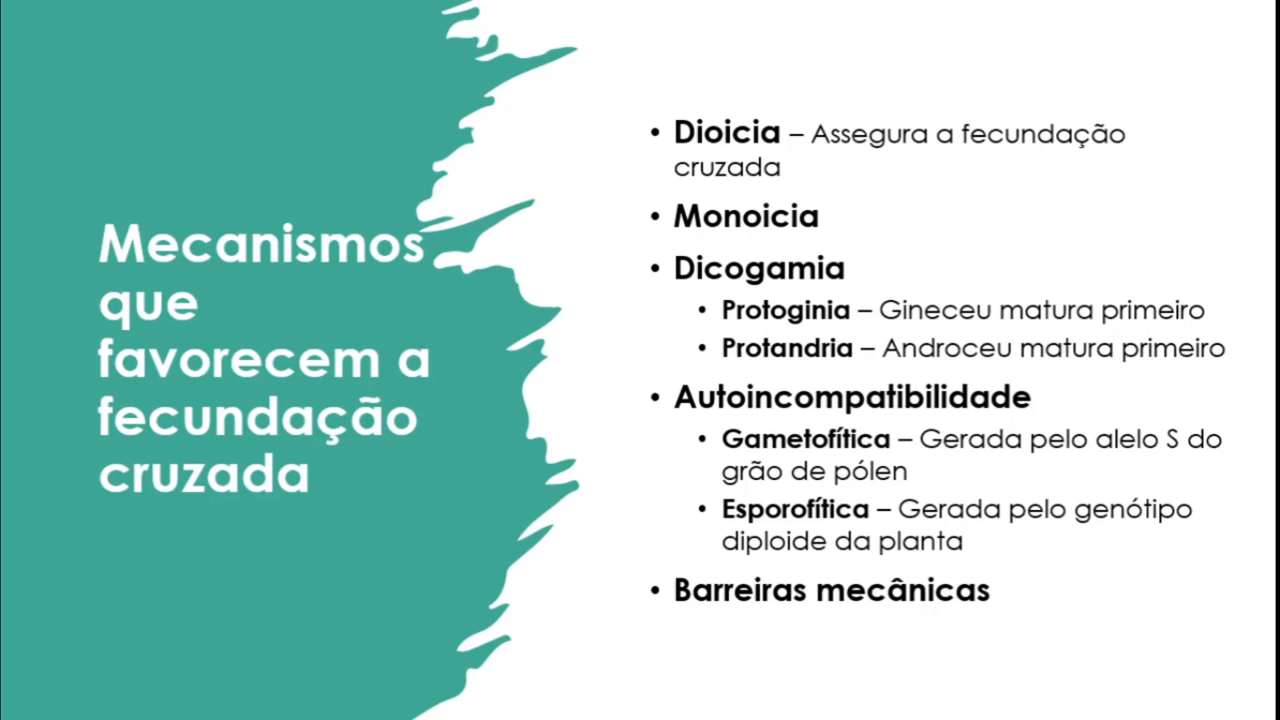 Mecanismos
que
favorecem a
fecundação
cruzada
• Dioicia – Assegura a fecundação
cruzada
• Monoicia
• Dicogamia
• Protoginia – Gineceu matura primeiro
• Protandria – Androceu matura primeiro
• Autoincompatibilidade
• Gametofítica – Gerada pelo alelo S do
grão de pólen
• Esporofítica – Gerada pelo genótipo
diploide da planta
• Barreiras mecânicas